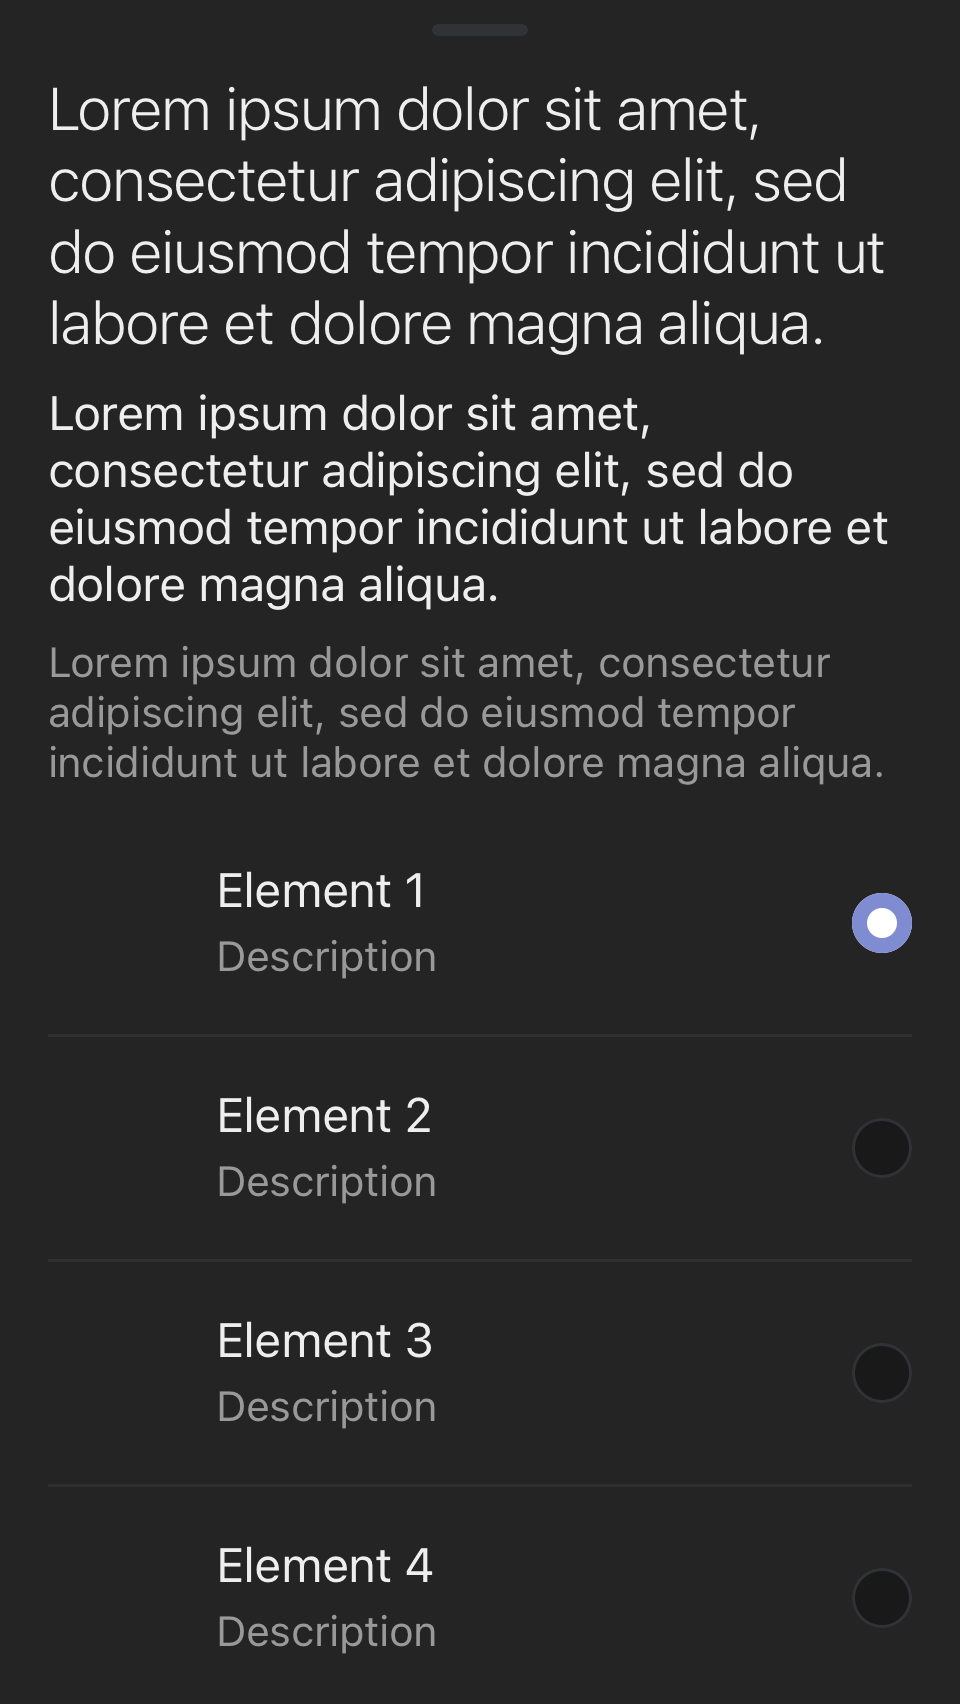 Lorem ipsum dolor sit amet,
consectetur adipiscing elit, sed
do eiusmod tempor incididunt ut
labore et dolore magna aliqua.
Lorem ipsum dolor sit amet,
consectetur adipiscing elit, sed do
eiusmod tempor incididunt ut labore et
dolore magna aliqua.
Lorem ipsum dolor sit amet, consectetur
adipiscing elit, sed do eiusmod tempor
incididunt ut labore et dolore magna aliqua.
Element 1
Description
Element 2
Description
Element 3
Description
Element 4
Description